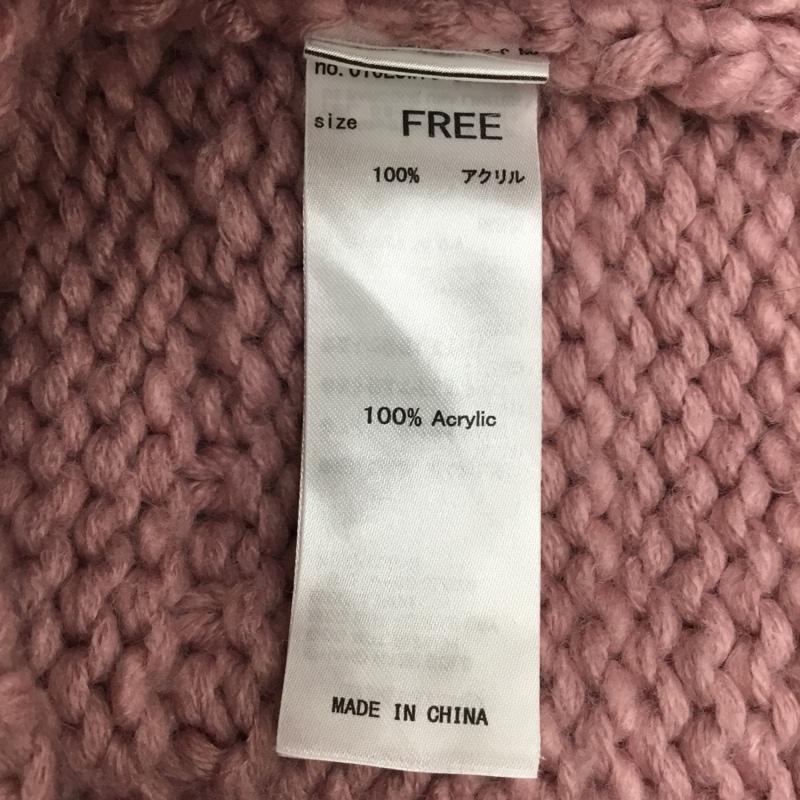 size FREE
100% アクリル
100% Acrylic
MADE IN CHINA